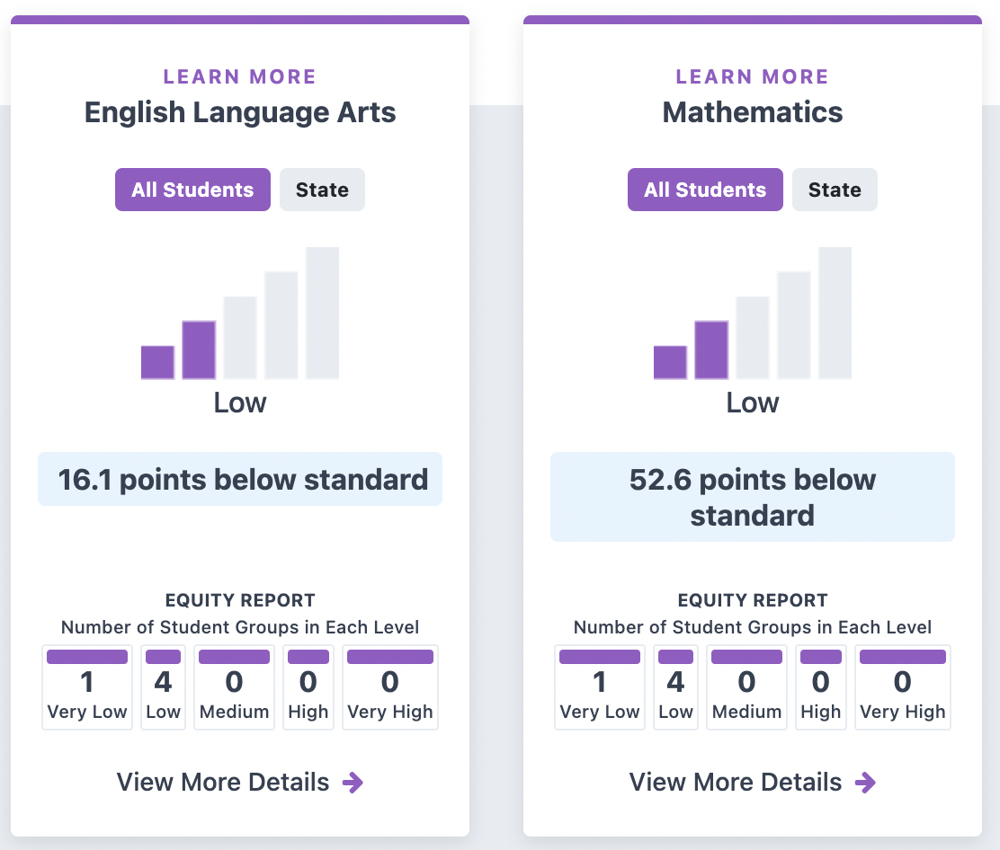 LEARN MORE
English Language Arts
All Students State
Low
16.1 points below standard
EQUITY REPORT
Number of Student Groups in Each Level
1 4 0 0 0
Very Low Low Medium High Very High
View More Details
LEARN MORE
Mathematics
All Students State
Low
52.6 points below
standard
EQUITY REPORT
Number of Student Groups in Each Level
1 4 0 0 0
Very Low Low Medium High Very High
View More Details